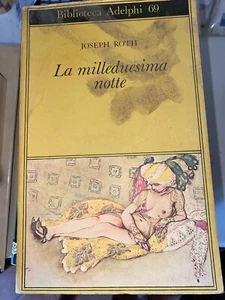 Biblioteca Adelphi 69
JOSEPH ROTH
La milleduesima
notte